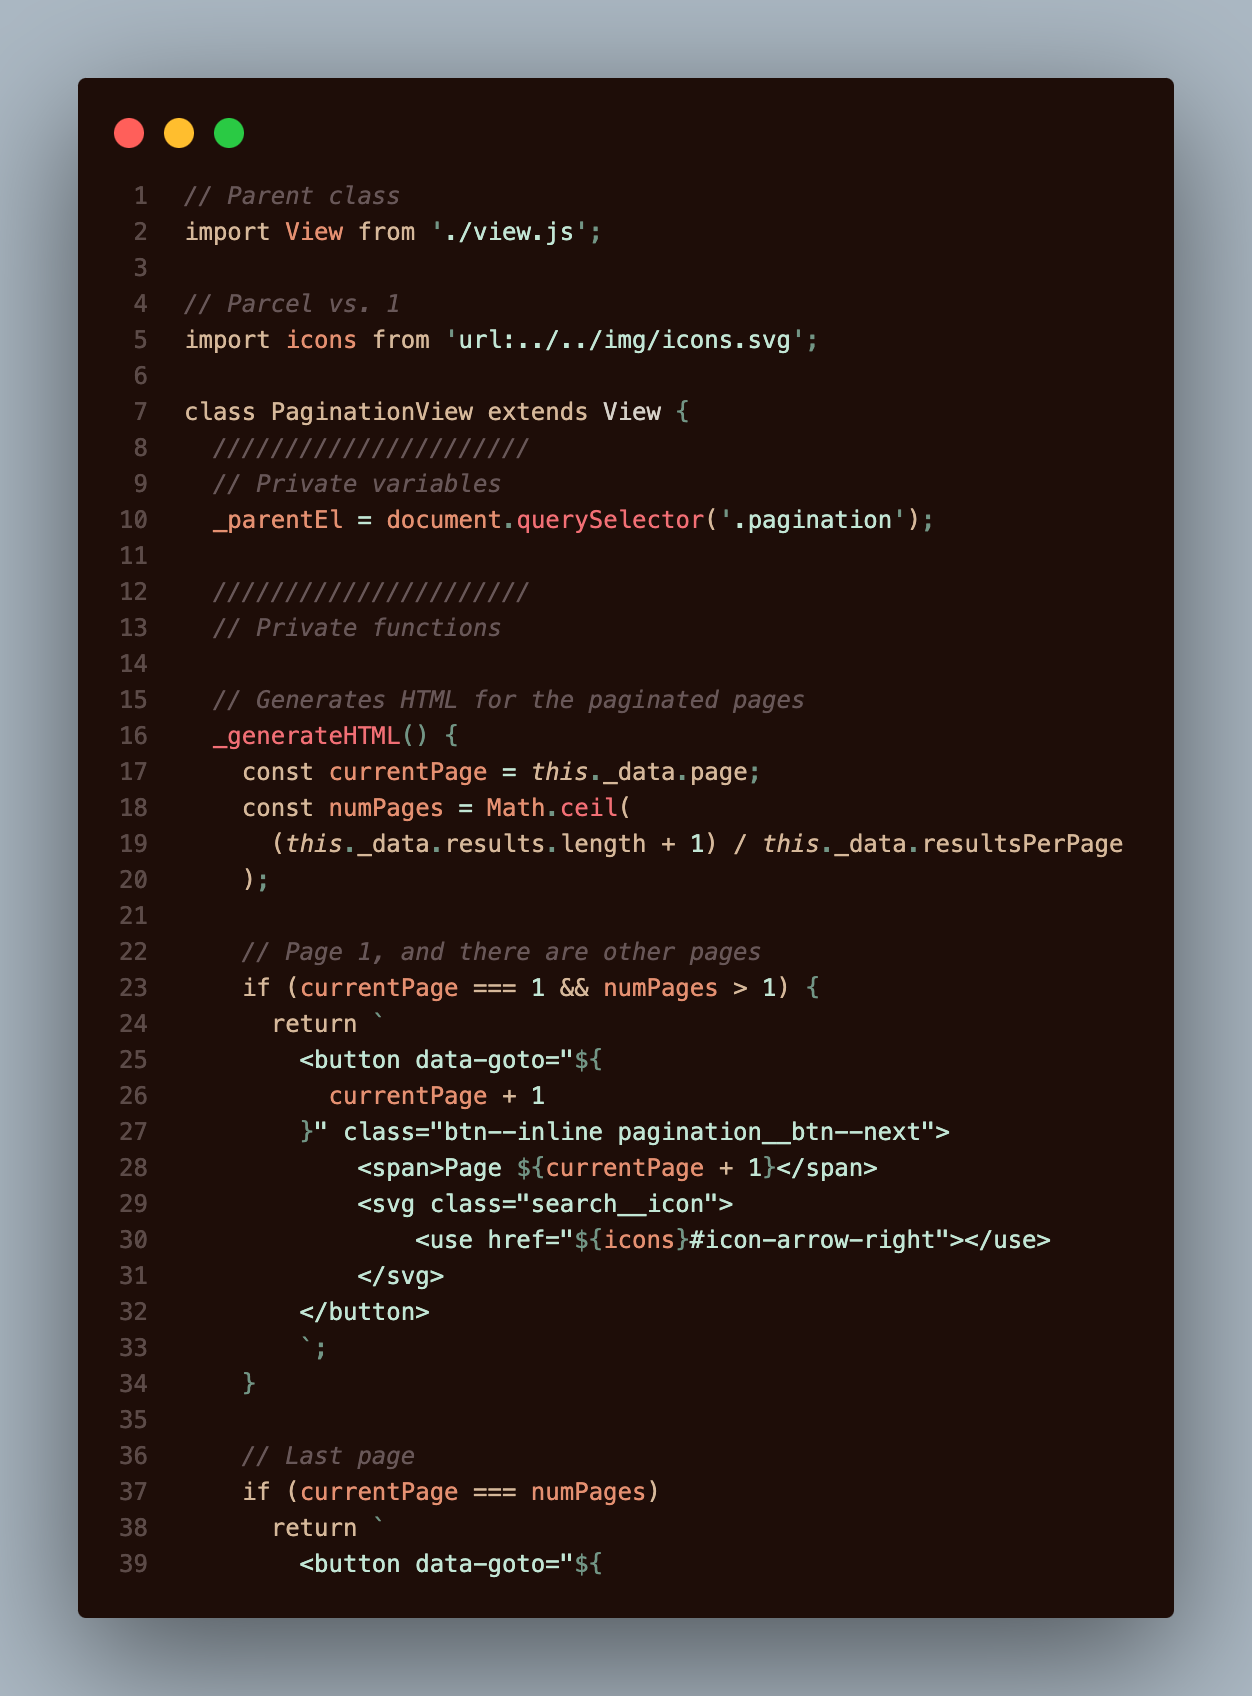 1 // Parent class
2 import View from './view.js';
3
4 // Parcel vs. 1
5 import icons from 'url:../../img/icons.svg';
6
7 class PaginationView extends View {
8   //////////////////////
9   // Private variables
10   _parentEl = document.querySelector('.pagination');
11
12   //////////////////////
13   // Private functions
14
15   // Generates HTML for the paginated pages
16   _generateHTML() {
17     const currentPage = this._data.page;
18     const numPages = Math.ceil(
19       (this._data.results.length + 1) / this._data.resultsPerPage
20     );
21
22     // Page 1, and there are other pages
23     if (currentPage === 1 && numPages > 1) {
24       return `
25         <button data-goto="${
26           currentPage + 1
27         }" class="btn--inline pagination__btn--next">
28             <span>Page ${currentPage + 1}</span>
29             <svg class="search__icon">
30                 <use href="${icons}#icon-arrow-right"></use>
31             </svg>
32         </button>
33         `;
34     }
35
36     // Last page
37     if (currentPage === numPages)
38       return `
39         <button data-goto="${